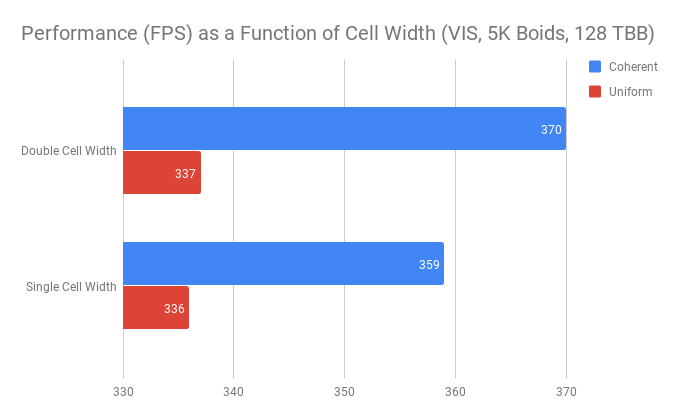 Performance (FPS) as a Function of Cell Width (VIS, 5K Boids, 128 TBB)
Coherent
Uniform
Double Cell Width
370
337
Single Cell Width
359
336
330 340 350 360 370